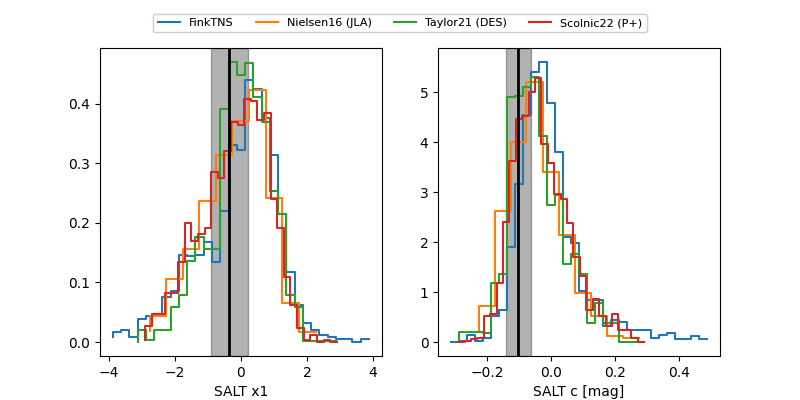 FinkTNS Nielsen16 (JLA) Taylor21 (DES) Scolnic22 (P+)
0.4
0.3
0.2
0.1
0.0
−4 −2 0 2 4
SALT x1
5
4
3
2
1
0
−0.2 0.0 0.2 0.4
SALT c [mag]